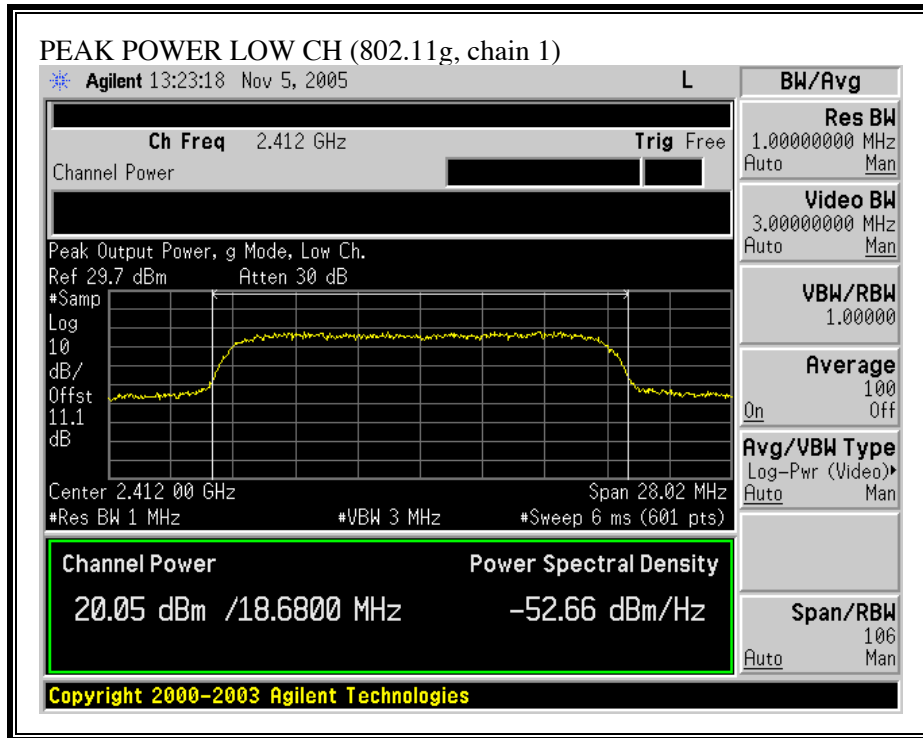 PEAK POWER LOW CH (802.11g, chain 1)
Agilent 13:23:18 Nov 5, 2005 L
Ch Freq 2.412 GHz Trig Free
Channel Power
Peak Output Power, g Mode, Low Ch.
Ref 29.7 dBm Atten 30 dB
#Samp
Log
10
dB/
Offst
11.1
dB
Center 2.412 00 GHz Span 28.02 MHz
#Res BW 1 MHz #VBW 3 MHz #Sweep 6 ms (601 pts)
Channel Power Power Spectral Density
20.05 dBm /18.6800 MHz -52.66 dBm/Hz
Copyright 2000-2003 Agilent Technologies
BW/Avg
Res BW
1.00000000 MHz
Auto Man
Video BW
3.00000000 MHz
Auto Man
VBW/RBW
1.00000
Average
100
On Off
Avg/VBW Type
Log-Pwr (Video)▸
Auto Man
Span/RBW
106
Auto Man